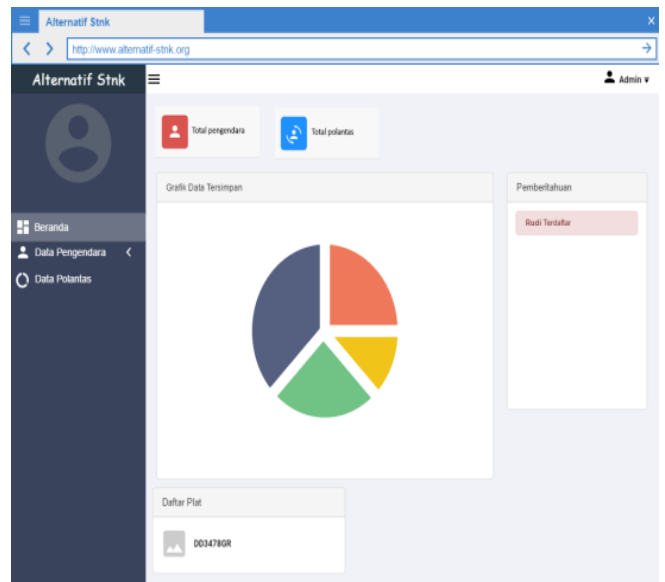 Alternatif Stnk
http://www.alternatif-stnk.org
Alternatif Stnk
Admin
Total pengendara
Total polantas
Grafik Data Tersimpan
Pemberitahuan
Rudi Terdaftar
Beranda
Data Pengendara
Data Polantas
Daftar Plat
DD3478GR